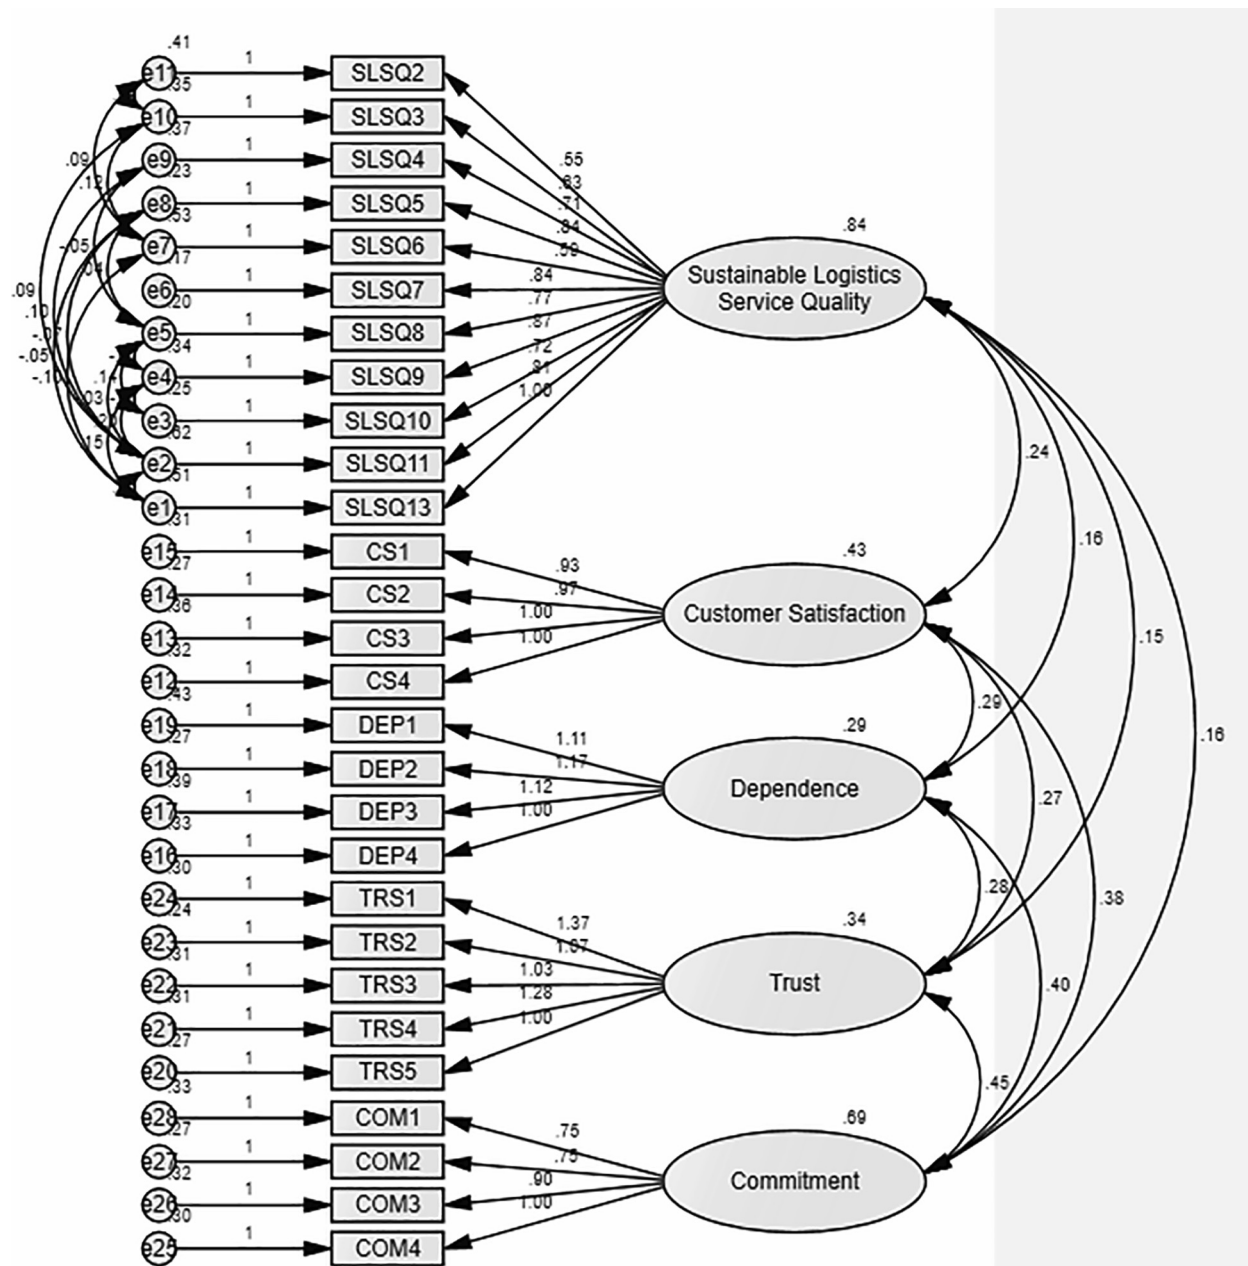 .41
e11 1 SLSQ2
.35
e10 1 SLSQ3
.37
e9 1 SLSQ4
.23
e8 1 SLSQ5
.53
e7 1 SLSQ6
.17
e6 1 SLSQ7
.20
e5 1 SLSQ8
.34
e4 1 SLSQ9
.25
e3 1 SLSQ10
.62
e2 1 SLSQ11
.51
e1 1 SLSQ13
.31
e15 1 CS1
.27
e14 1 CS2
.36
e13 1 CS3
.32
e12 1 CS4
.43
e19 1 DEP1
.27
e18 1 DEP2
.39
e17 1 DEP3
.33
e16 1 DEP4
.30
e24 1 TRS1
.24
e23 1 TRS2
.31
e22 1 TRS3
.31
e21 1 TRS4
.27
e20 1 TRS5
.33
e28 1 COM1
.27
e27 1 COM2
.32
e26 1 COM3
.30
e25 1 COM4
.09
.12
-.05
.04
.09
.10
-.05
-.10
.14
.03
.15
.55
.63
.71
.84
.59
.84
.77
.87
.72
.81
1.00
.84
Sustainable Logistics
Service Quality
.93
.97
1.00
1.00
.43
Customer Satisfaction
1.11
1.17
1.12
1.00
.29
Dependence
1.37
1.07
1.03
1.28
1.00
.34
Trust
.75
.75
.90
1.00
.69
Commitment
.24
.16
.15
.16
.29
.27
.38
.28
.40
.45